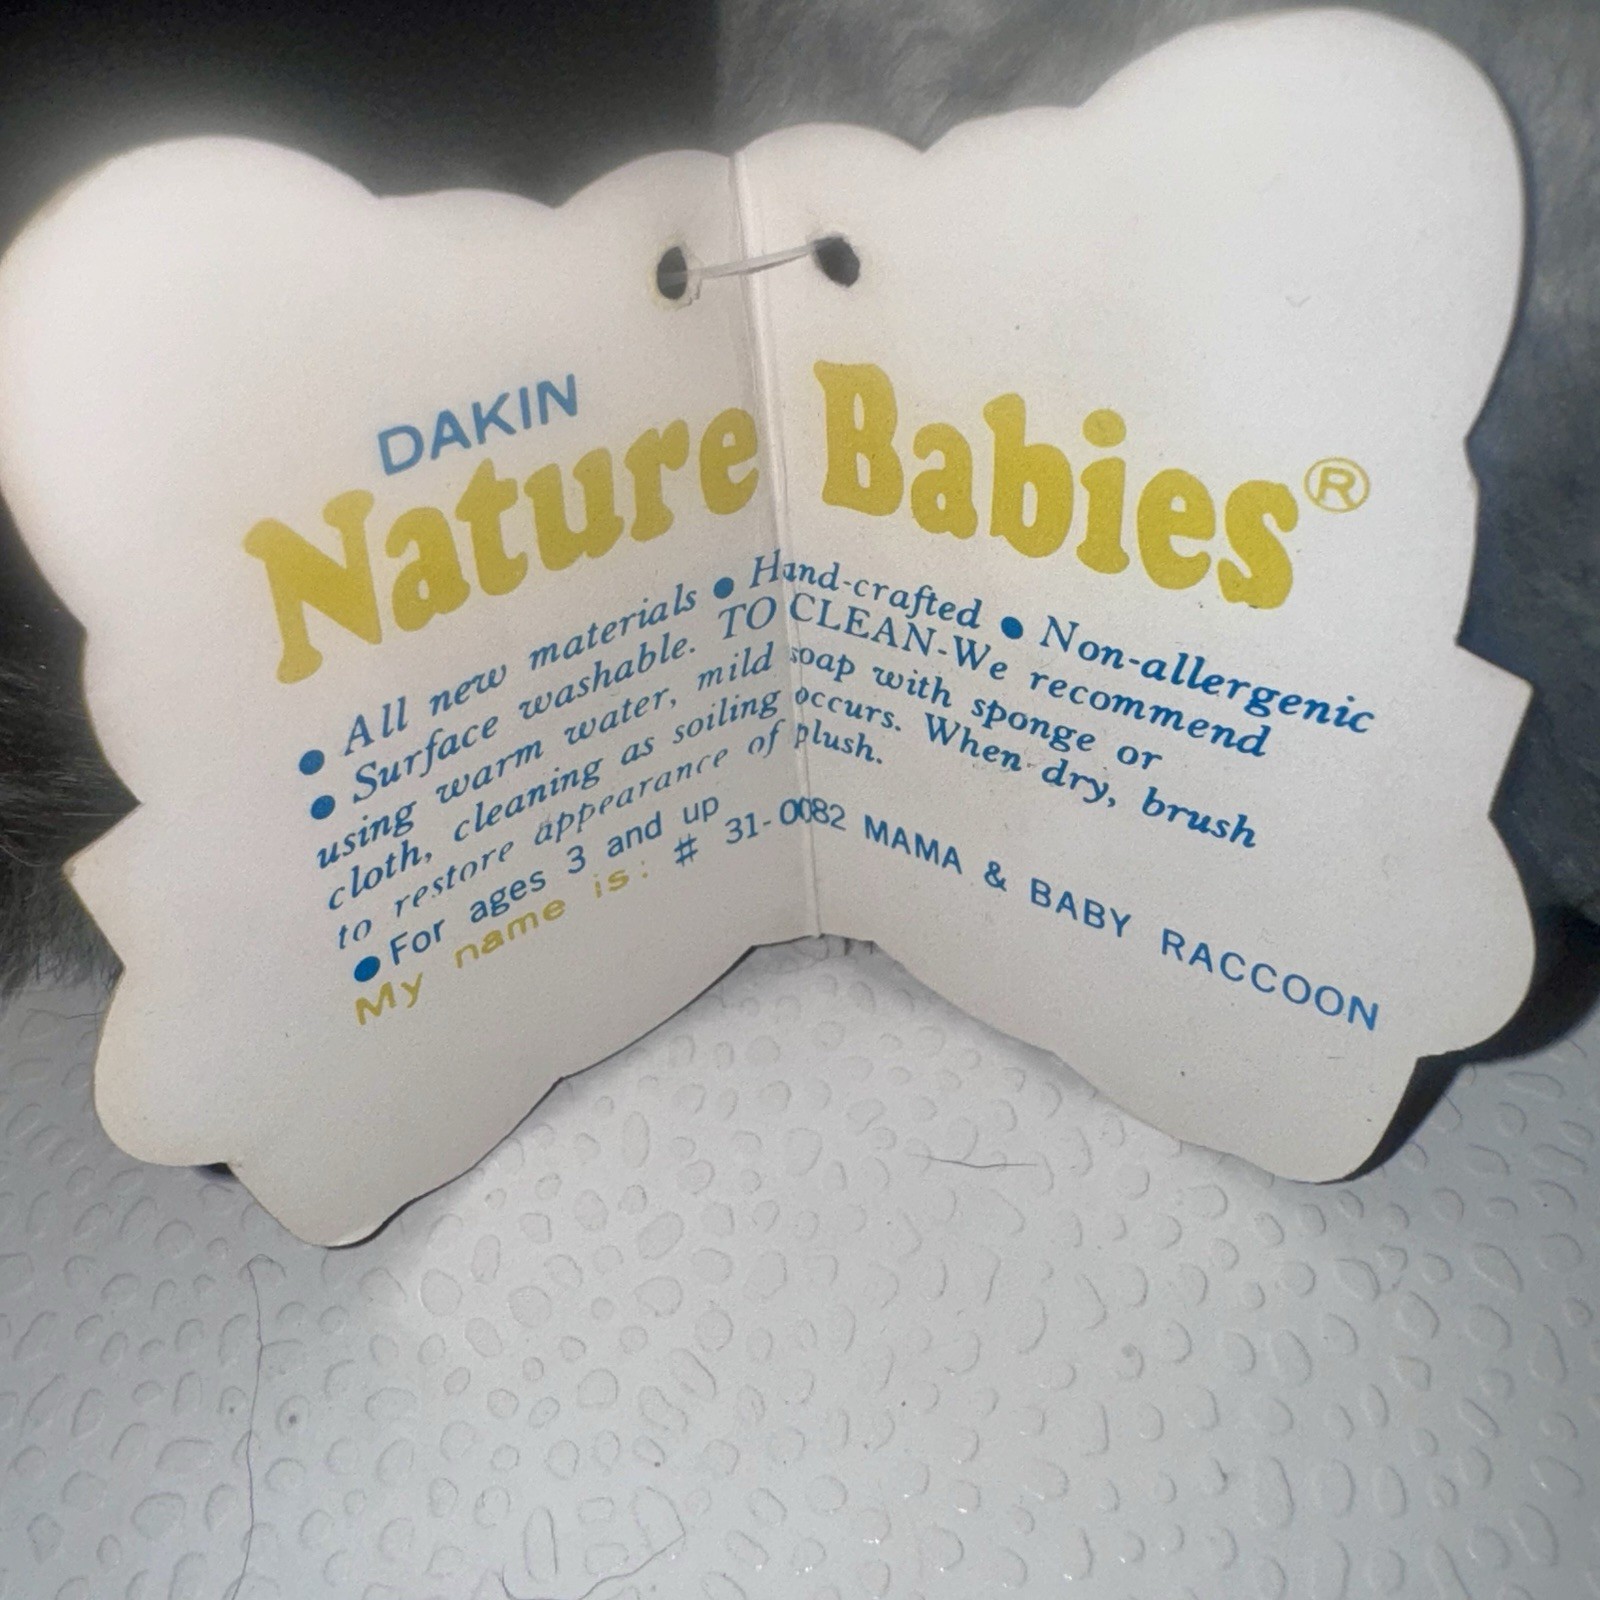 DAKIN
Nature Babies®
• All new materials • Hand-crafted • Non-allergenic
• Surface washable. TO CLEAN-We recommend
using warm water, mild soap with sponge or
cloth, cleaning as soiling occurs. When dry, brush
to restore appearance of plush.
• For ages 3 and up
My name is: # 31-0082 MAMA & BABY RACCOON